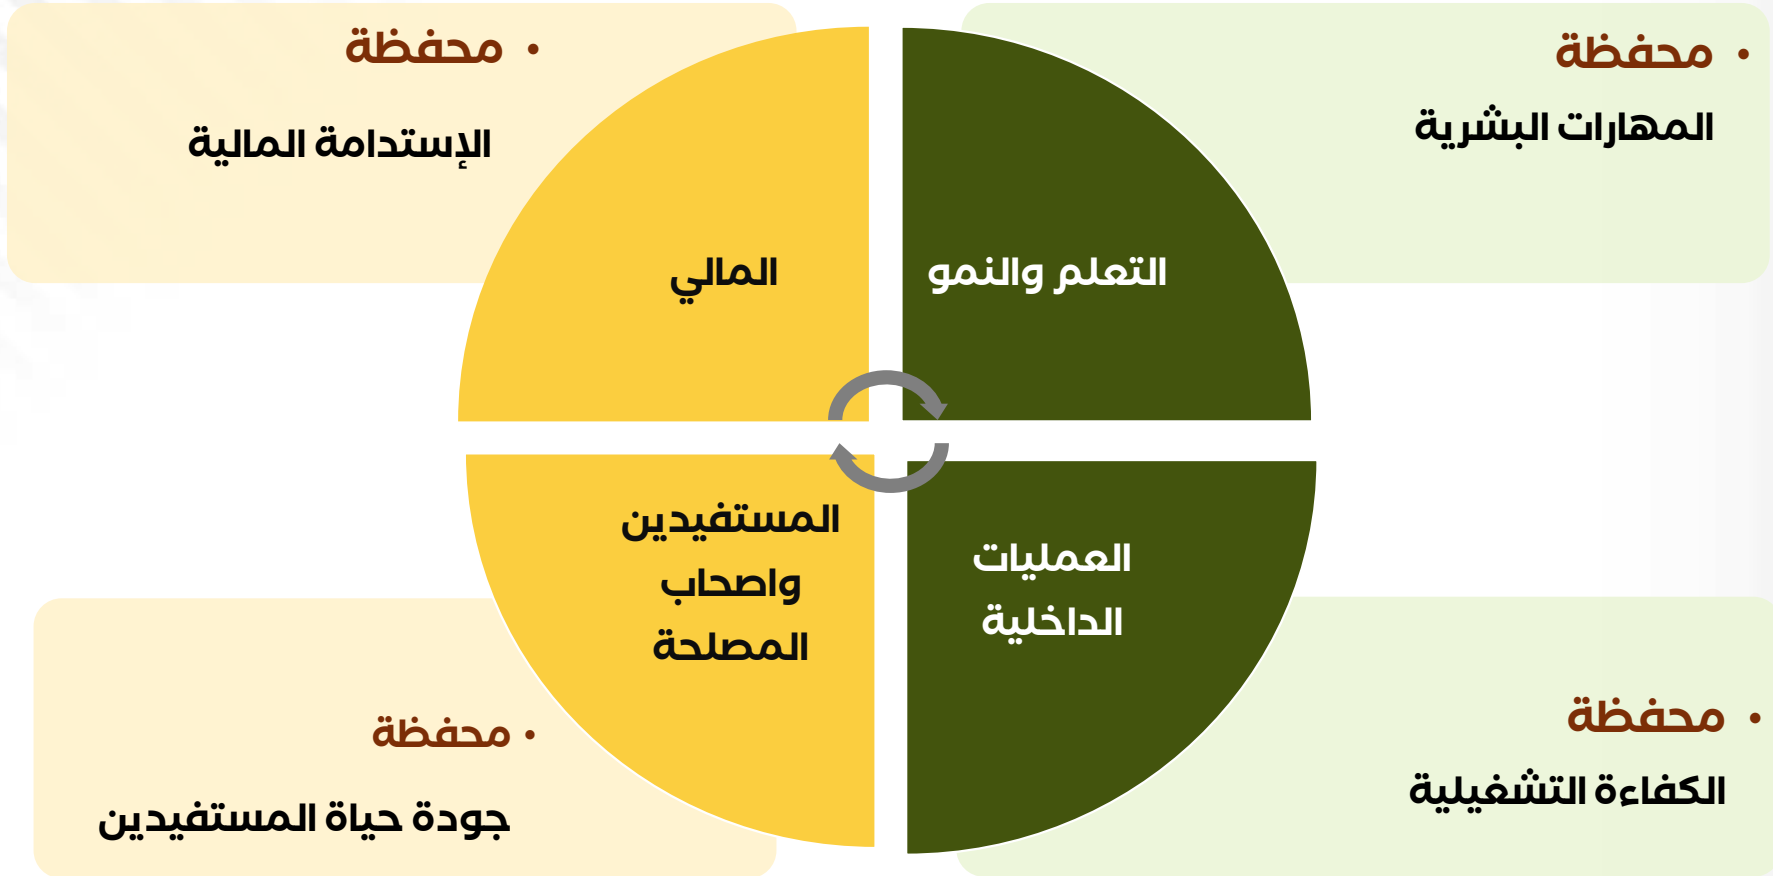 • محفظة
المهارات البشرية
• محفظة
الإستدامة المالية
التعلم والنمو
المالي
العمليات
الداخلية
المستفيدين
واصحاب
المصلحة
• محفظة
الكفاءة التشغيلية
• محفظة
جودة حياة المستفيدين